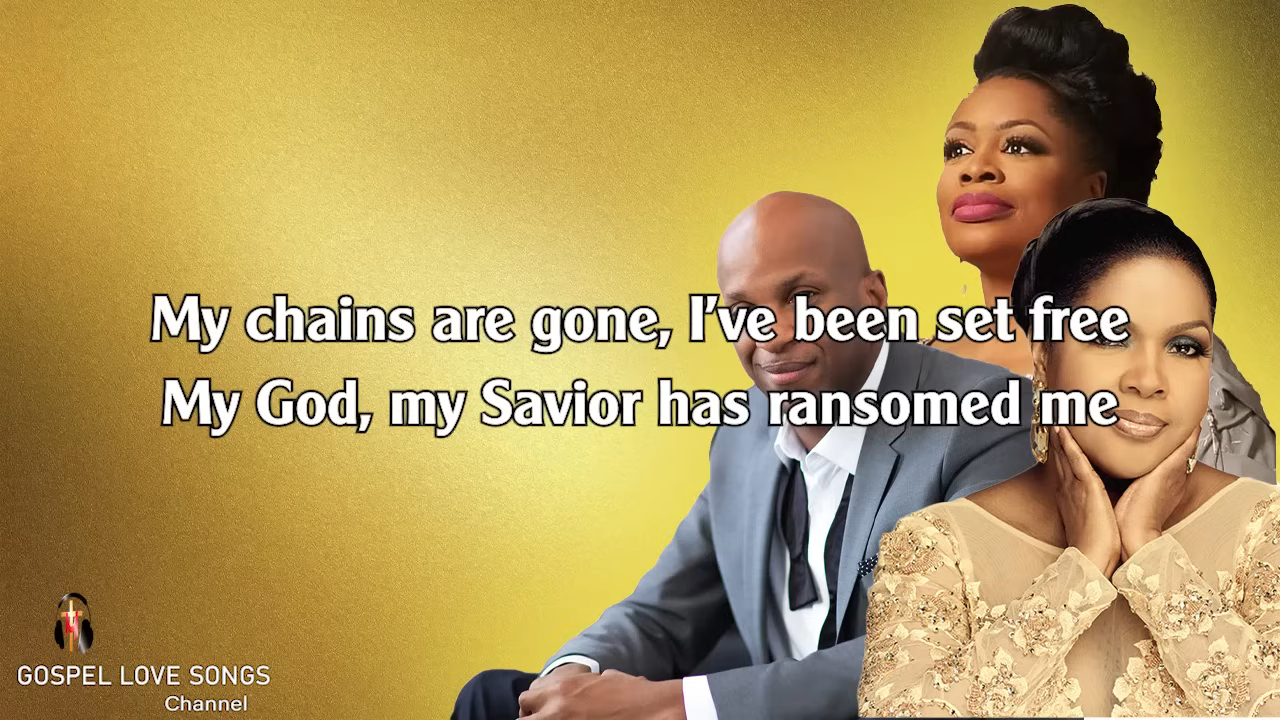 My chains are gone, I've been set free
My God, my Savior has ransomed me
GOSPEL LOVE SONGS
Channel